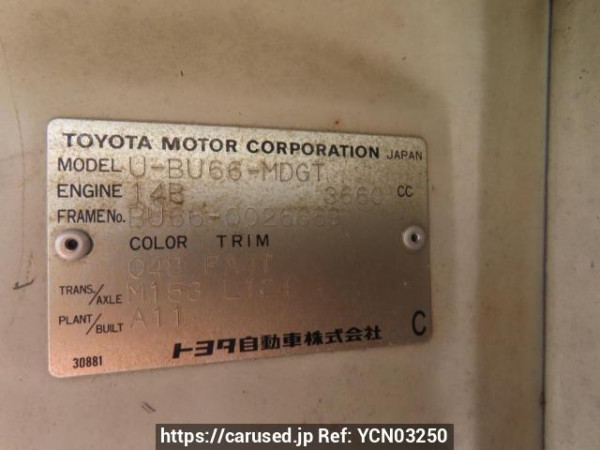 TOYOTA MOTOR CORPORATION JAPAN
MODEL U-BU66-MDGT
ENGINE 14B 3660 CC
FRAME No.
COLOR TRIM
TRANS./AXLE M153
PLANT/BUILT A11
30881 トヨタ自動車株式会社 C
https://carused.jp Ref: YCN03250